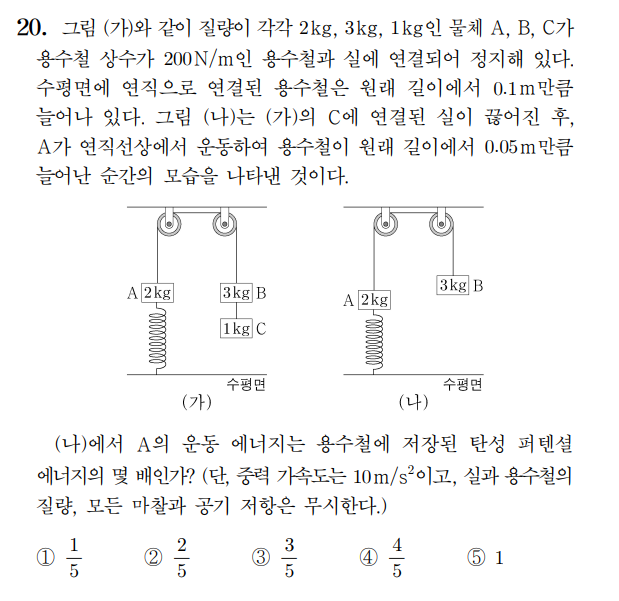 20. 그림 (가)와 같이 질량이 각각 2kg, 3kg, 1kg인 물체 A, B, C가
용수철 상수가 200N/m인 용수철과 실에 연결되어 정지해 있다.
수평면에 연직으로 연결된 용수철은 원래 길이에서 0.1m만큼
늘어나 있다. 그림 (나)는 (가)의 C에 연결된 실이 끊어진 후,
A가 연직선상에서 운동하여 용수철이 원래 길이에서 0.05m만큼
늘어난 순간의 모습을 나타낸 것이다.
A 2kg 3kg B
1kg C
수평면
(가)
A 2kg 3kg B
수평면
(나)
(나)에서 A의 운동 에너지는 용수철에 저장된 탄성 퍼텐셜
에너지의 몇 배인가? (단, 중력 가속도는 10m/s²이고, 실과 용수철의
질량, 모든 마찰과 공기 저항은 무시한다.)
① 1/5 ② 2/5 ③ 3/5 ④ 4/5 ⑤ 1